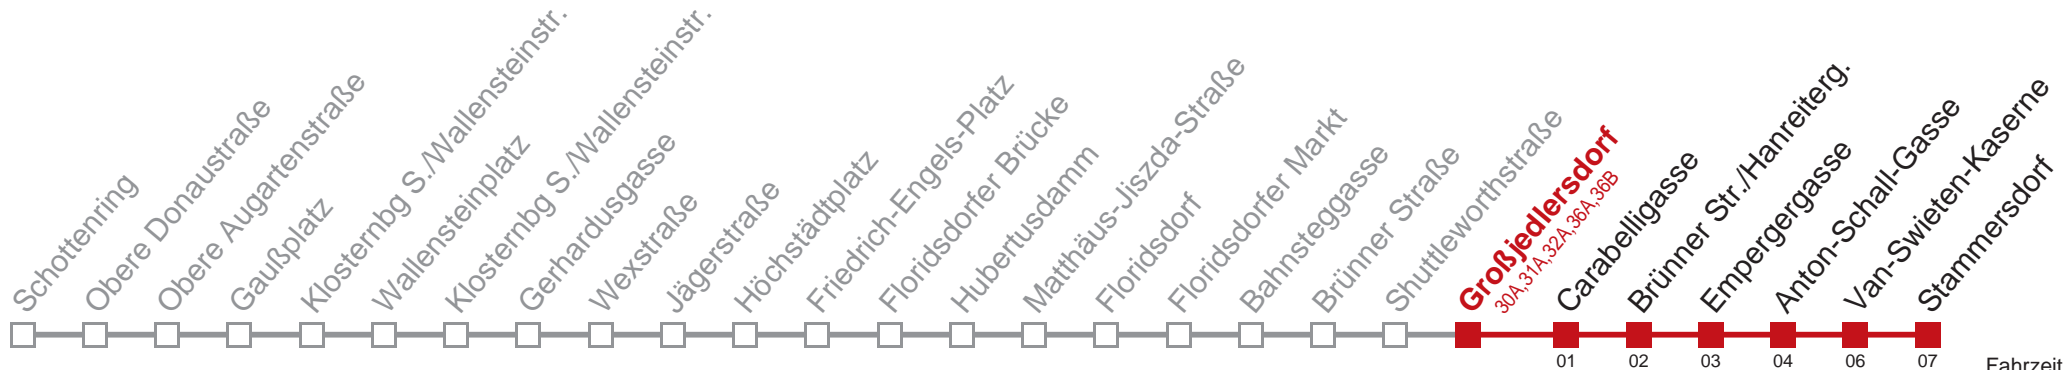 Schottenring
Obere Donaustraße
Obere Augartenstraße
Gaußplatz
Klosternbg S./Wallensteinstr.
Wallensteinplatz
Klosternbg S./Wallensteinstr.
Gerhardusgasse
Wexstraße
Jägerstraße
Höchstädtplatz
Friedrich-Engels-Platz
Floridsdorfer Brücke
Hubertusdamm
Matthäus-Jiszda-Straße
Floridsdorf
Floridsdorfer Markt
Bahnsteggasse
Brünner Straße
Shuttleworthstraße
Großjedlersdorf
30A,31A,32A,36A,36B
Carabelligasse
Brünner Str./Hanreiterg.
Empergergasse
Anton-Schall-Gasse
Van-Swieten-Kaserne
Stammersdorf
01 02 03 04 06 07
Fahrzeit